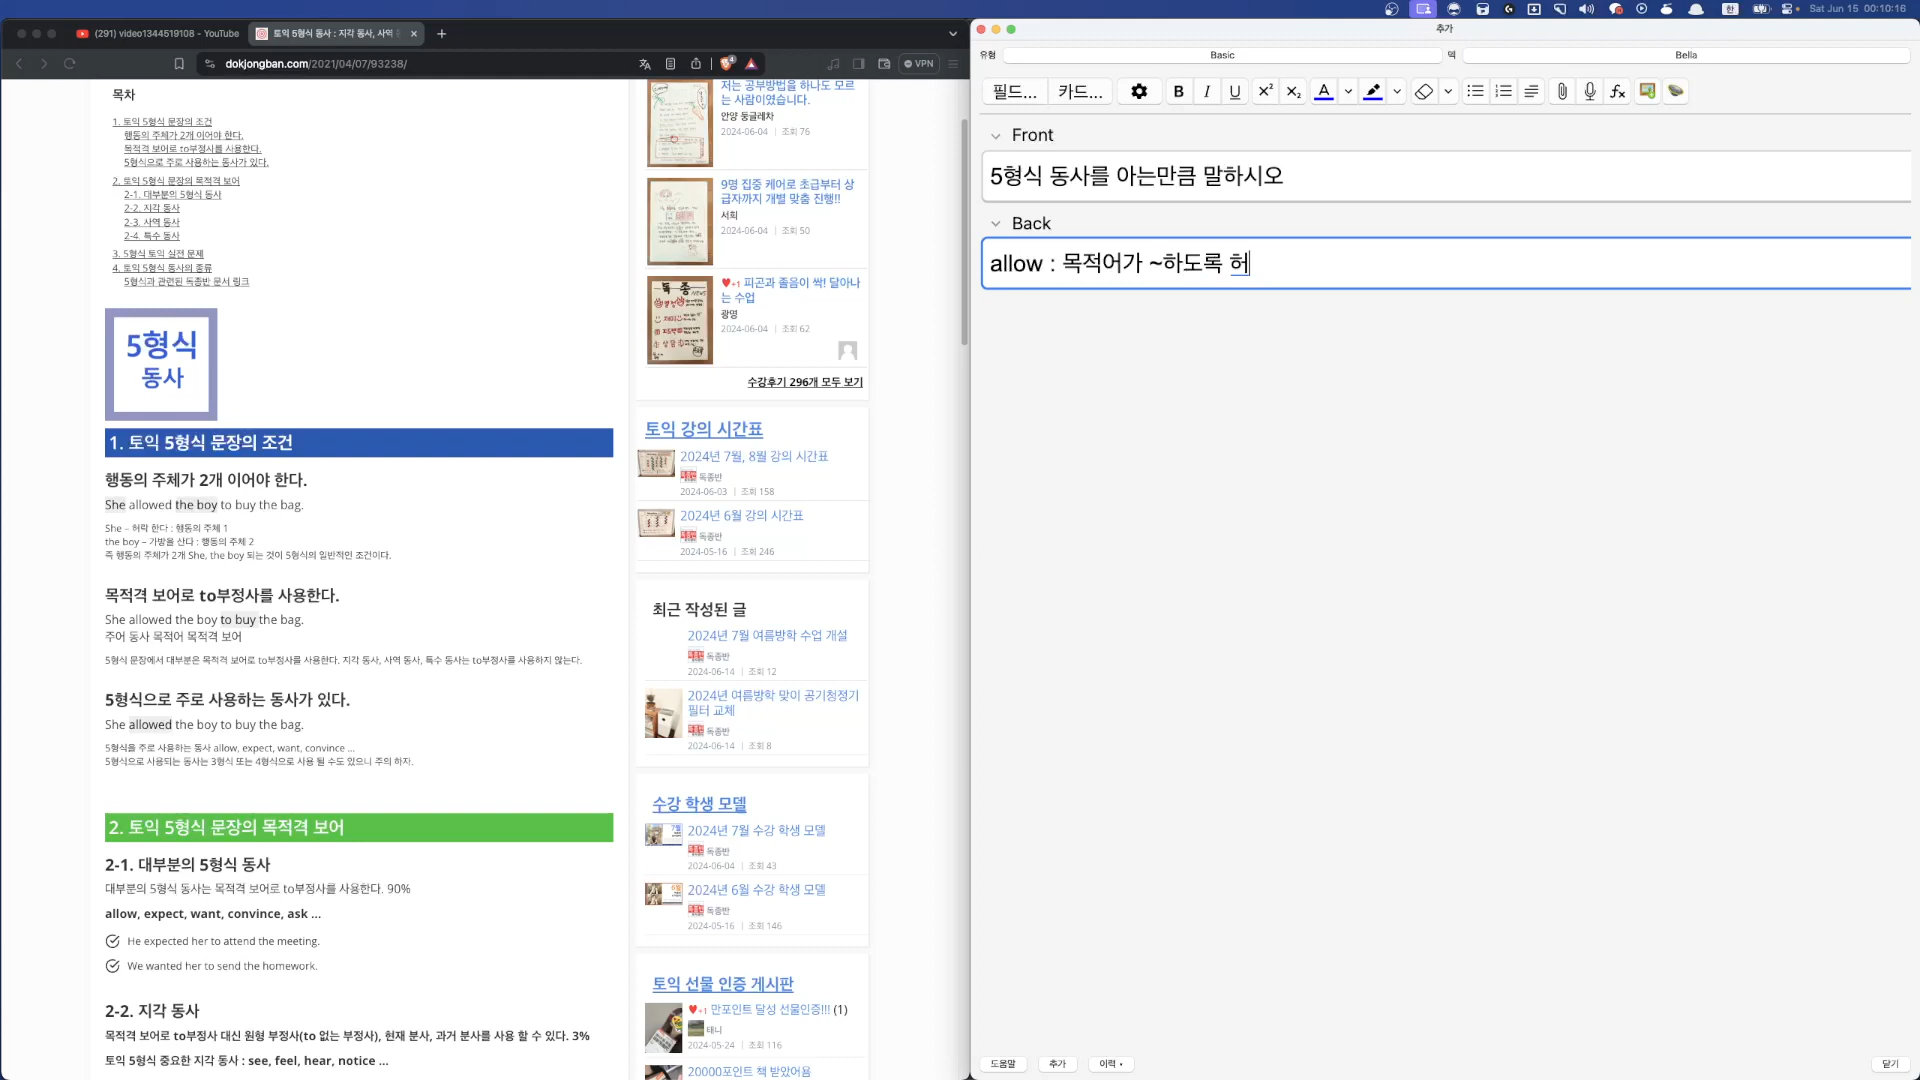 Sat Jun 15 00:10:16
(291) video1344519108 - YouTube
토익 5형식 동사 : 지각 동사, 사역
dokjongban.com/2021/04/07/93238/
VPN
목차
1. 토익 5형식 문장의 조건
행동의 주체가 2개 이어야 한다.
목적격 보어로 to부정사를 사용한다.
5형식으로 주로 사용하는 동사가 있다.
2. 토익 5형식 문장의 목적격 보어
2-1. 대부분의 5형식 동사
2-2. 지각 동사
2-3. 사역 동사
2-4. 특수 동사
3. 5형식 토익 실전 문제
4. 토익 5형식 동사의 종류
5형식과 관련된 독종반 문서 링크
5형식
동사
1. 토익 5형식 문장의 조건
행동의 주체가 2개 이어야 한다.
She allowed the boy to buy the bag.
She – 허락 한다 : 행동의 주체 1
the boy – 가방을 산다 : 행동의 주체 2
즉 행동의 주체가 2개 She, the boy 되는 것이 5형식의 일반적인 조건이다.
목적격 보어로 to부정사를 사용한다.
She allowed the boy to buy the bag.
주어 동사 목적어 목적격 보어
5형식 문장에서 대부분은 목적격 보어로 to부정사를 사용한다. 지각 동사, 사역 동사, 특수 동사는 to부정사를 사용하지 않는다.
5형식으로 주로 사용하는 동사가 있다.
She allowed the boy to buy the bag.
5형식을 주로 사용하는 동사 allow, expect, want, convince ...
5형식으로 사용되는 동사는 3형식 또는 4형식으로 사용 될 수도 있으니 주의 하자.
2. 토익 5형식 문장의 목적격 보어
2-1. 대부분의 5형식 동사
대부분의 5형식 동사는 목적격 보어로 to부정사를 사용한다. 90%
allow, expect, want, convince, ask ...
He expected her to attend the meeting.
We wanted her to send the homework.
2-2. 지각 동사
목적격 보어로 to부정사 대신 원형 부정사(to 없는 부정사), 현재 분사, 과거 분사를 사용 할 수 있다. 3%
토익 5형식 중요한 지각 동사 : see, feel, hear, notice ...
저는 공부방법을 하나도 모르
는 사람이였습니다.
안양 둥글레차
2024-06-04 | 조회 76
9명 집중 케어로 초급부터 상
급자까지 개별 맞춤 진행!!
서희
2024-06-04 | 조회 50
♥+1 피곤과 졸음이 싹! 달아나
는 수업
광명
2024-06-04 | 조회 62
수강후기 296개 모두 보기
토익 강의 시간표
2024년 7월, 8월 강의 시간표
독종반
2024-06-03 | 조회 158
2024년 6월 강의 시간표
독종반
2024-05-16 | 조회 246
최근 작성된 글
2024년 7월 여름방학 수업 개설
독종반
2024-06-14 | 조회 12
2024년 여름방학 맞이 공기청정기
필터 교체
독종반
2024-06-14 | 조회 8
수강 학생 모델
2024년 7월 수강 학생 모델
독종반
2024-06-04 | 조회 43
2024년 6월 수강 학생 모델
독종반
2024-05-16 | 조회 146
토익 선물 인증 게시판
♥+1 만포인트 달성 선물인증!!! (1)
태니
2024-05-24 | 조회 116
20000포인트 책 받았어욤
추가
유형
Basic
덱
Bella
필드...
카드...
Front
5형식 동사를 아는만큼 말하시오
Back
allow : 목적어가 ~하도록 허
도움말
추가
이력
닫기